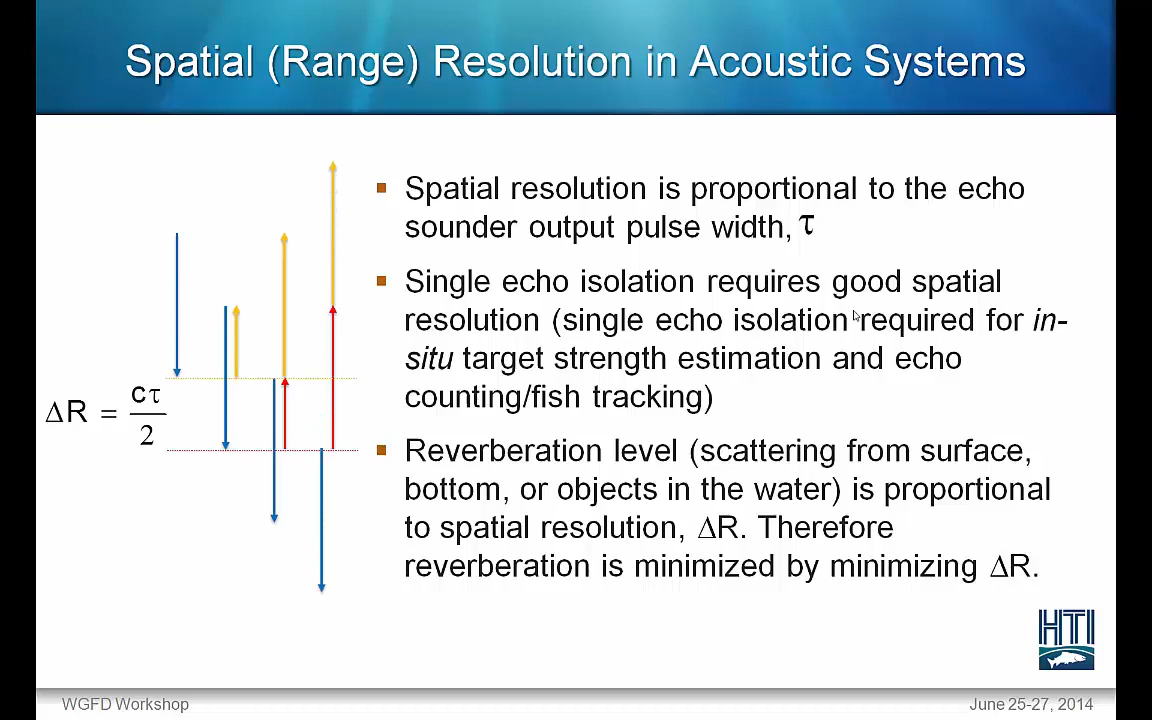 Spatial (Range) Resolution in Acoustic Systems
Spatial resolution is proportional to the echo
sounder output pulse width, τ
Single echo isolation requires good spatial
resolution (single echo isolation required for in-
situ target strength estimation and echo
counting/fish tracking)
ΔR = cτ/2
Reverberation level (scattering from surface,
bottom, or objects in the water) is proportional
to spatial resolution, ΔR. Therefore
reverberation is minimized by minimizing ΔR.
HTI
WGFD Workshop
June 25-27, 2014